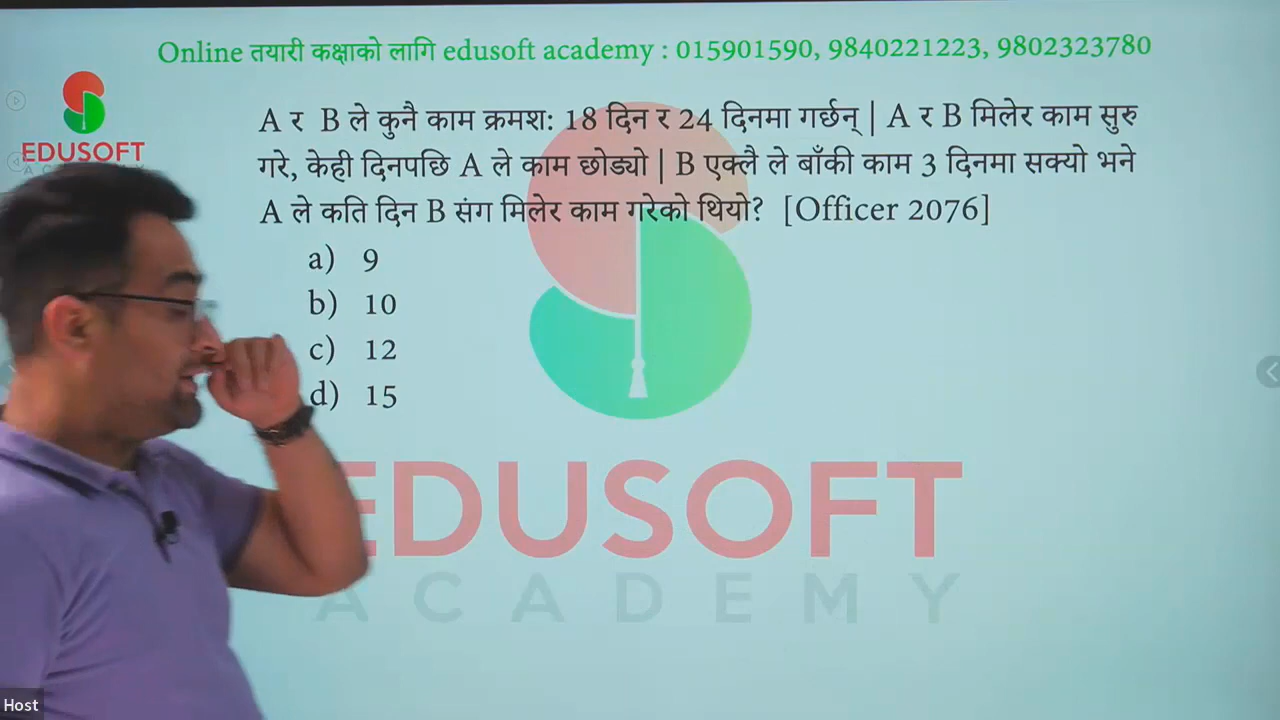 Online तयारी कक्षाको लागि edusoft academy : 015901590, 9840221223, 9802323780
EDUSOFT
A र B ले कुनै काम क्रमश: 18 दिन र 24 दिनमा गर्छन् | A र B मिलेर काम सुरु
गरे, केही दिनपछि A ले काम छोड्यो | B एक्लै ले बाँकी काम 3 दिनमा सक्यो भने
A ले कति दिन B संग मिलेर काम गरेको थियो? [Officer 2076]
a) 9
b) 10
c) 12
d) 15
EDUSOFT
ACADEMY
Host